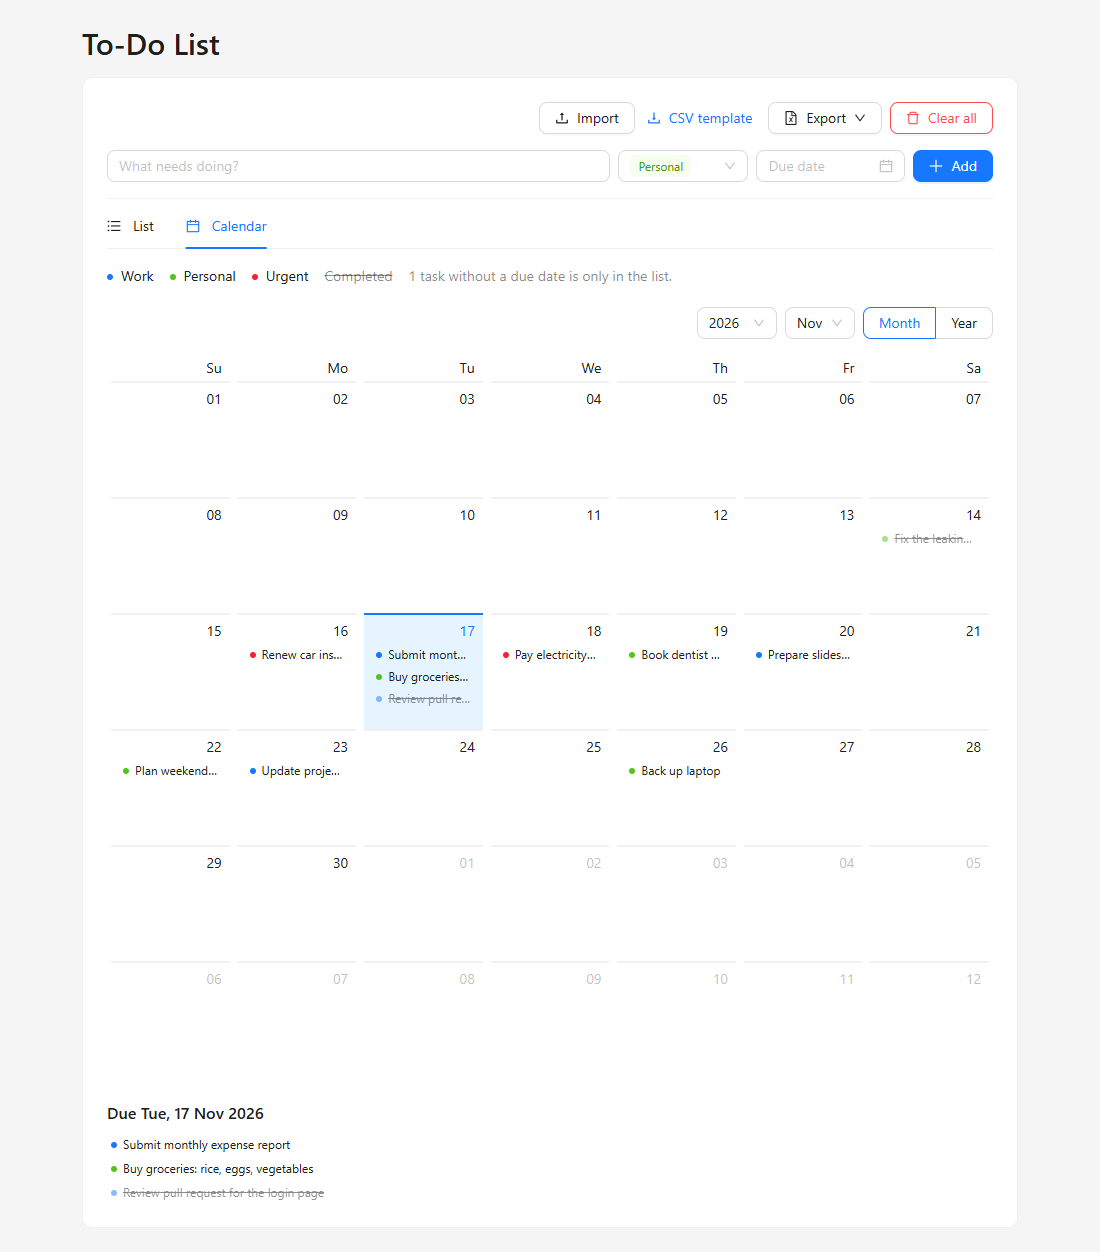 To-Do List
Import CSV template Export Clear all
What needs doing? Personal Due date Add
List Calendar
Work Personal Urgent Completed 1 task without a due date is only in the list.
2026 Nov Month Year
Su Mo Tu We Th Fr Sa
01 02 03 04 05 06 07
08 09 10 11 12 13 14
Fix the leakin...
15 16 17 18 19 20 21
Renew car ins... Submit mont... Pay electricity... Book dentist ... Prepare slides...
Buy groceries...
Review pull re...
22 23 24 25 26 27 28
Plan weekend... Update proje... Back up laptop
29 30 01 02 03 04 05
06 07 08 09 10 11 12
Due Tue, 17 Nov 2026
Submit monthly expense report
Buy groceries: rice, eggs, vegetables
Review pull request for the login page